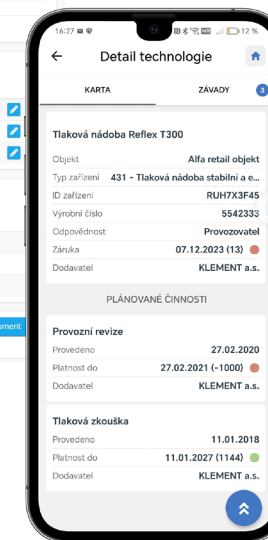 16:27
12 %
Detail technologie
KARTA
ZÁVADY
3
Tlaková nádoba Reflex T300
Objekt Alfa retail objekt
Typ zařízení 431 - Tlaková nádoba stabilní a e...
ID zařízení RUH7X3F45
Výrobní číslo 5542333
Odpovědnost Provozovatel
Záruka 07.12.2023 (13)
Dodavatel KLEMENT a.s.
PLÁNOVANÉ ČINNOSTI
Provozní revize
Provedeno 27.02.2020
Platnost do 27.02.2021 (-1000)
Dodavatel KLEMENT a.s.
Tlaková zkouška
Provedeno 11.01.2018
Platnost do 11.01.2027 (1144)
Dodavatel KLEMENT a.s.
ument